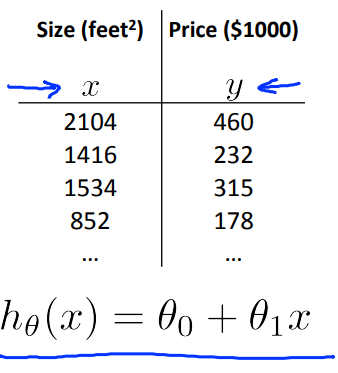 Size (feet²) Price ($1000)
x y
2104 460
1416 232
1534 315
852 178
... ...
hθ(x) = θ0 + θ1x